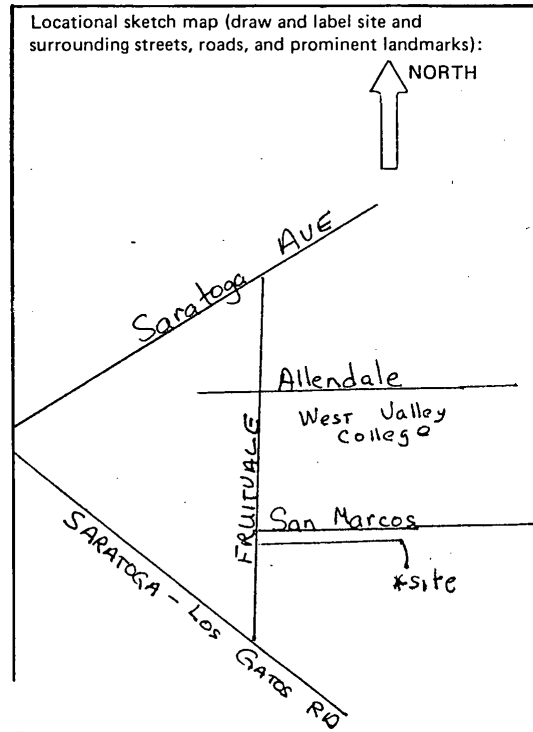 Locational sketch map (draw and label site and
surrounding streets, roads, and prominent landmarks):
NORTH
Saratoga AVE
Allendale
West Valley
College
FRUITVALE
San Marcos
*site
SARATOGA - LOS GATOS RD